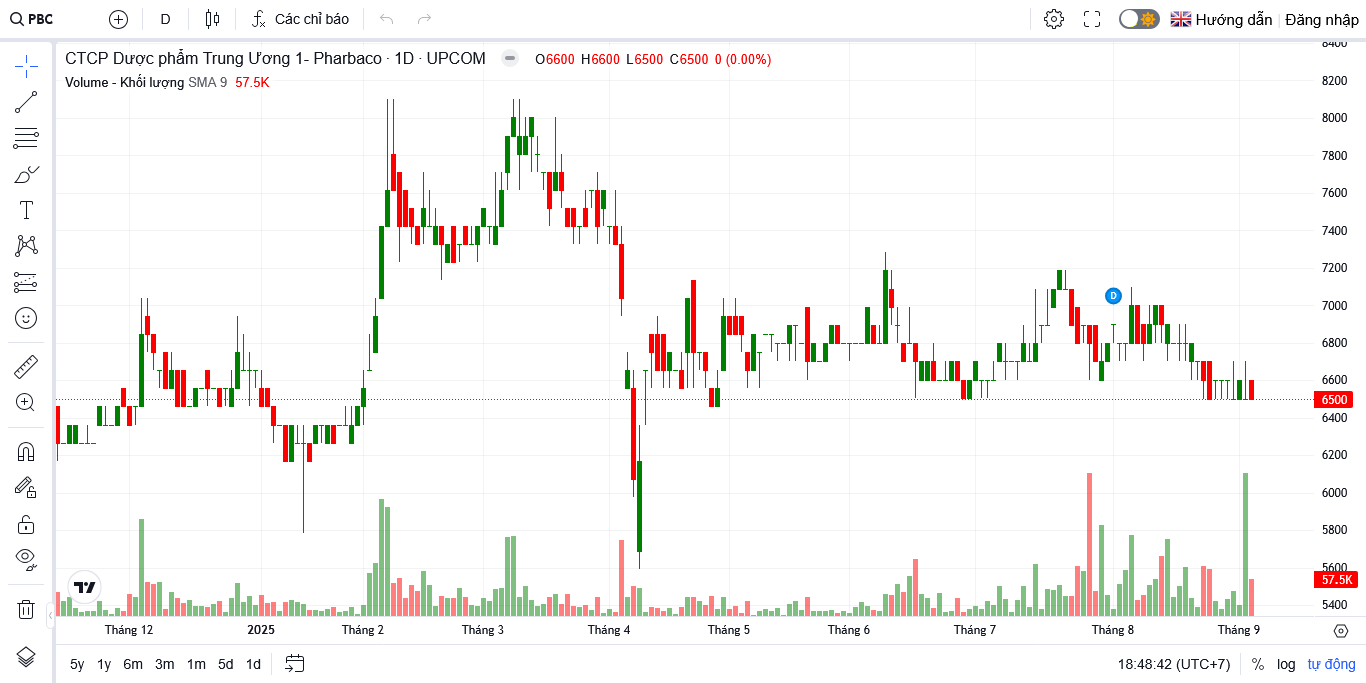 PBC D Các chỉ báo Hướng dẫn Đăng nhập
CTCP Dược phẩm Trung Ương 1- Pharbaco · 1D · UPCOM O6600 H6600 L6500 C6500 0 (0.00%)
Volume - Khối lượng SMA 9 57.5K
8400
8200
8000
7800
7600
7400
7200
7000
6800
6600
6500
6400
6200
6000
5800
5600
57.5K
5400
D
Tháng 12 2025 Tháng 2 Tháng 3 Tháng 4 Tháng 5 Tháng 6 Tháng 7 Tháng 8 Tháng 9
5y 1y 6m 3m 1m 5d 1d 18:48:42 (UTC+7) % log tự động